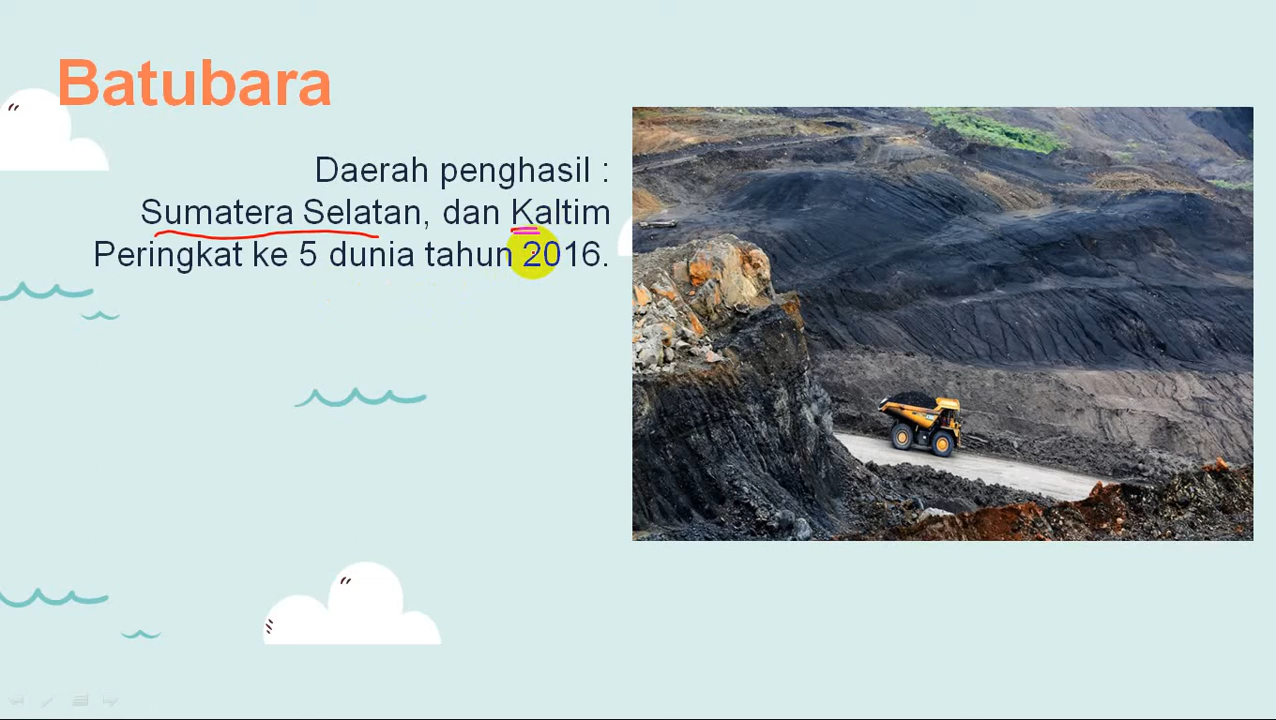 Batubara
Daerah penghasil :
Sumatera Selatan, dan Kaltim
Peringkat ke 5 dunia tahun 2016.